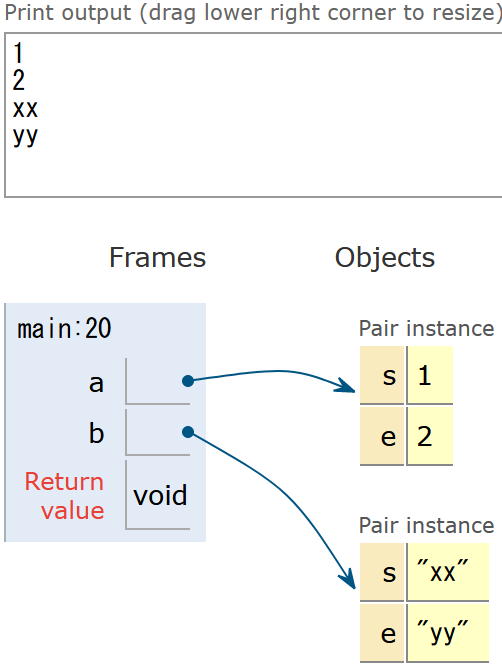 Print output (drag lower right corner to resize)
1
2
xx
yy
Frames
Objects
main:20
a
b
Return
value
void
Pair instance
s 1
e 2
Pair instance
s "xx"
e "yy"